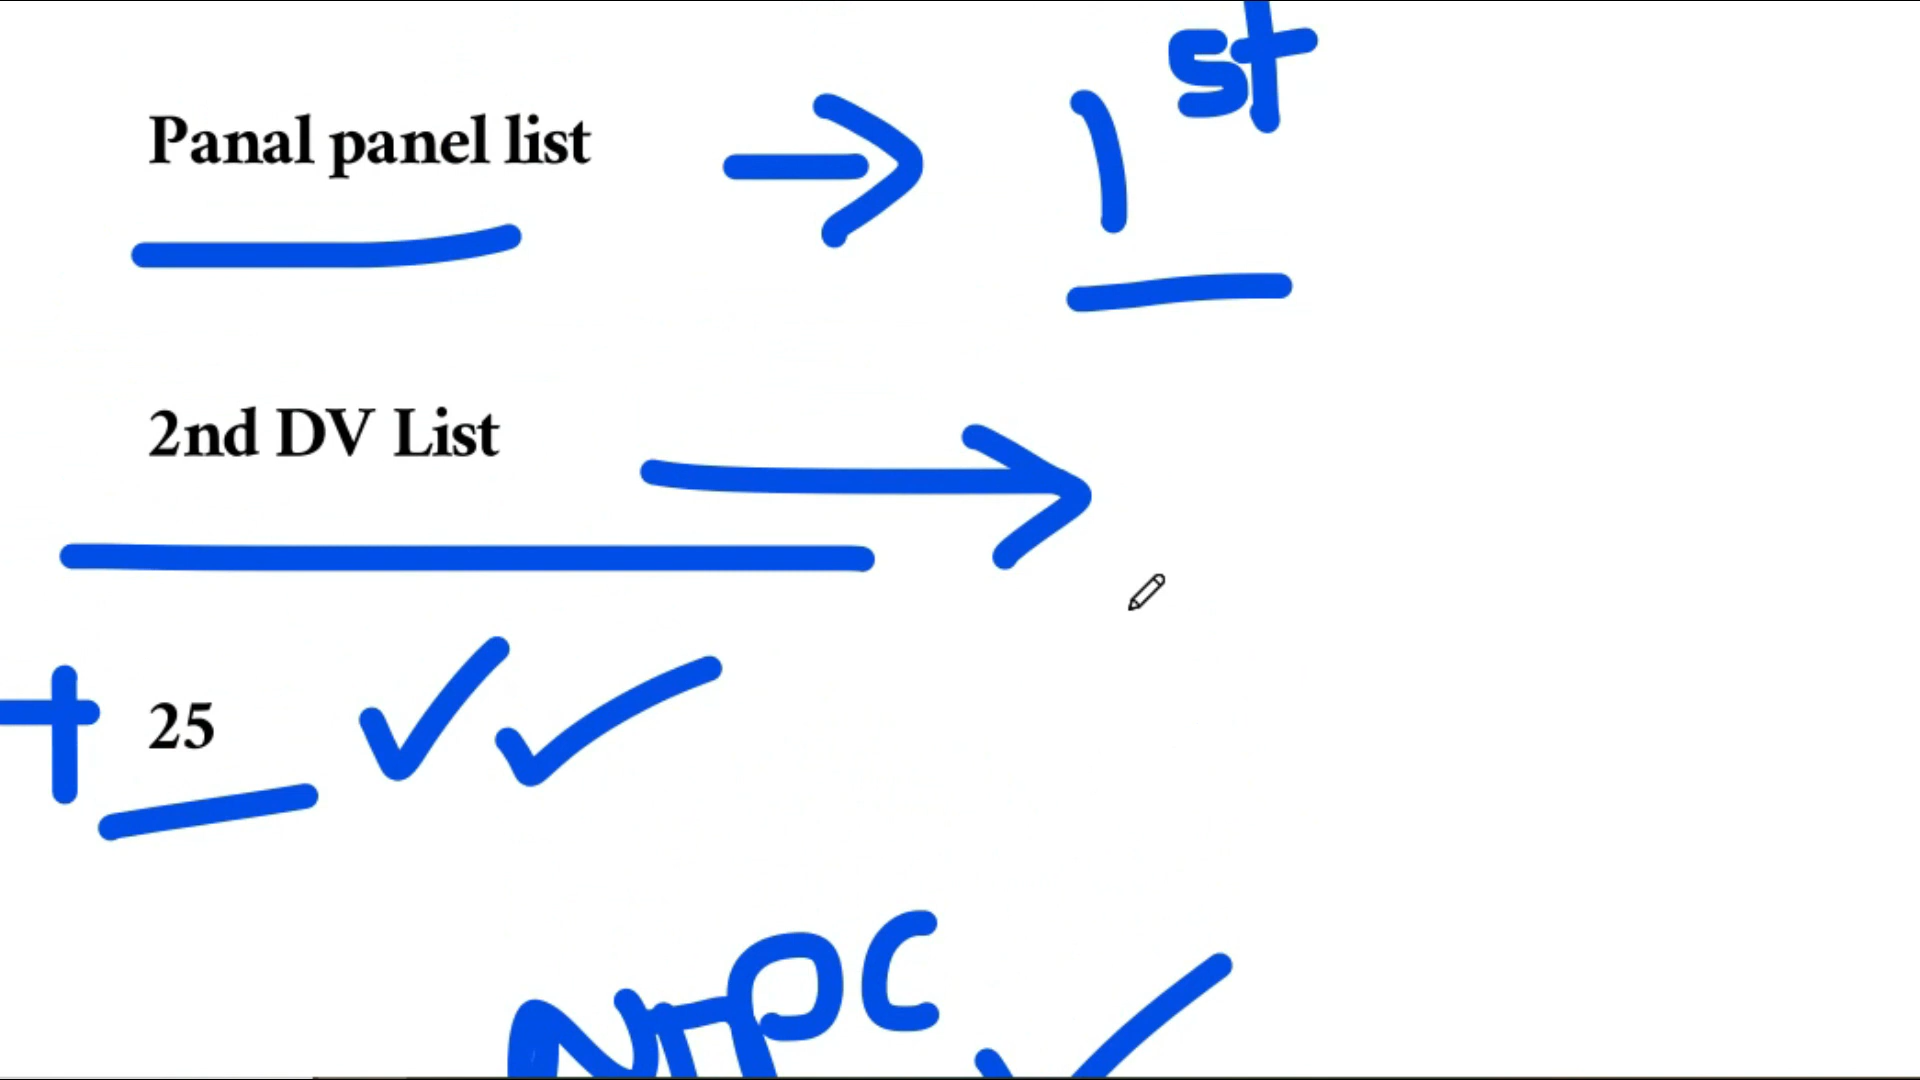 Panal panel list → 1st
2nd DV List →
+ 25 ✓✓
NTPC ✓